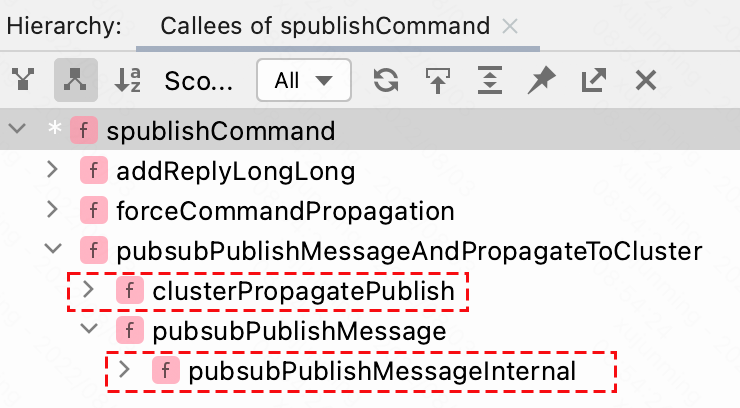 Hierarchy: Callees of spublishCommand ×
Sco... All
* f spublishCommand
f addReplyLongLong
f forceCommandPropagation
f pubsubPublishMessageAndPropagateToCluster
f clusterPropagatePublish
f pubsubPublishMessage
f pubsubPublishMessageInternal